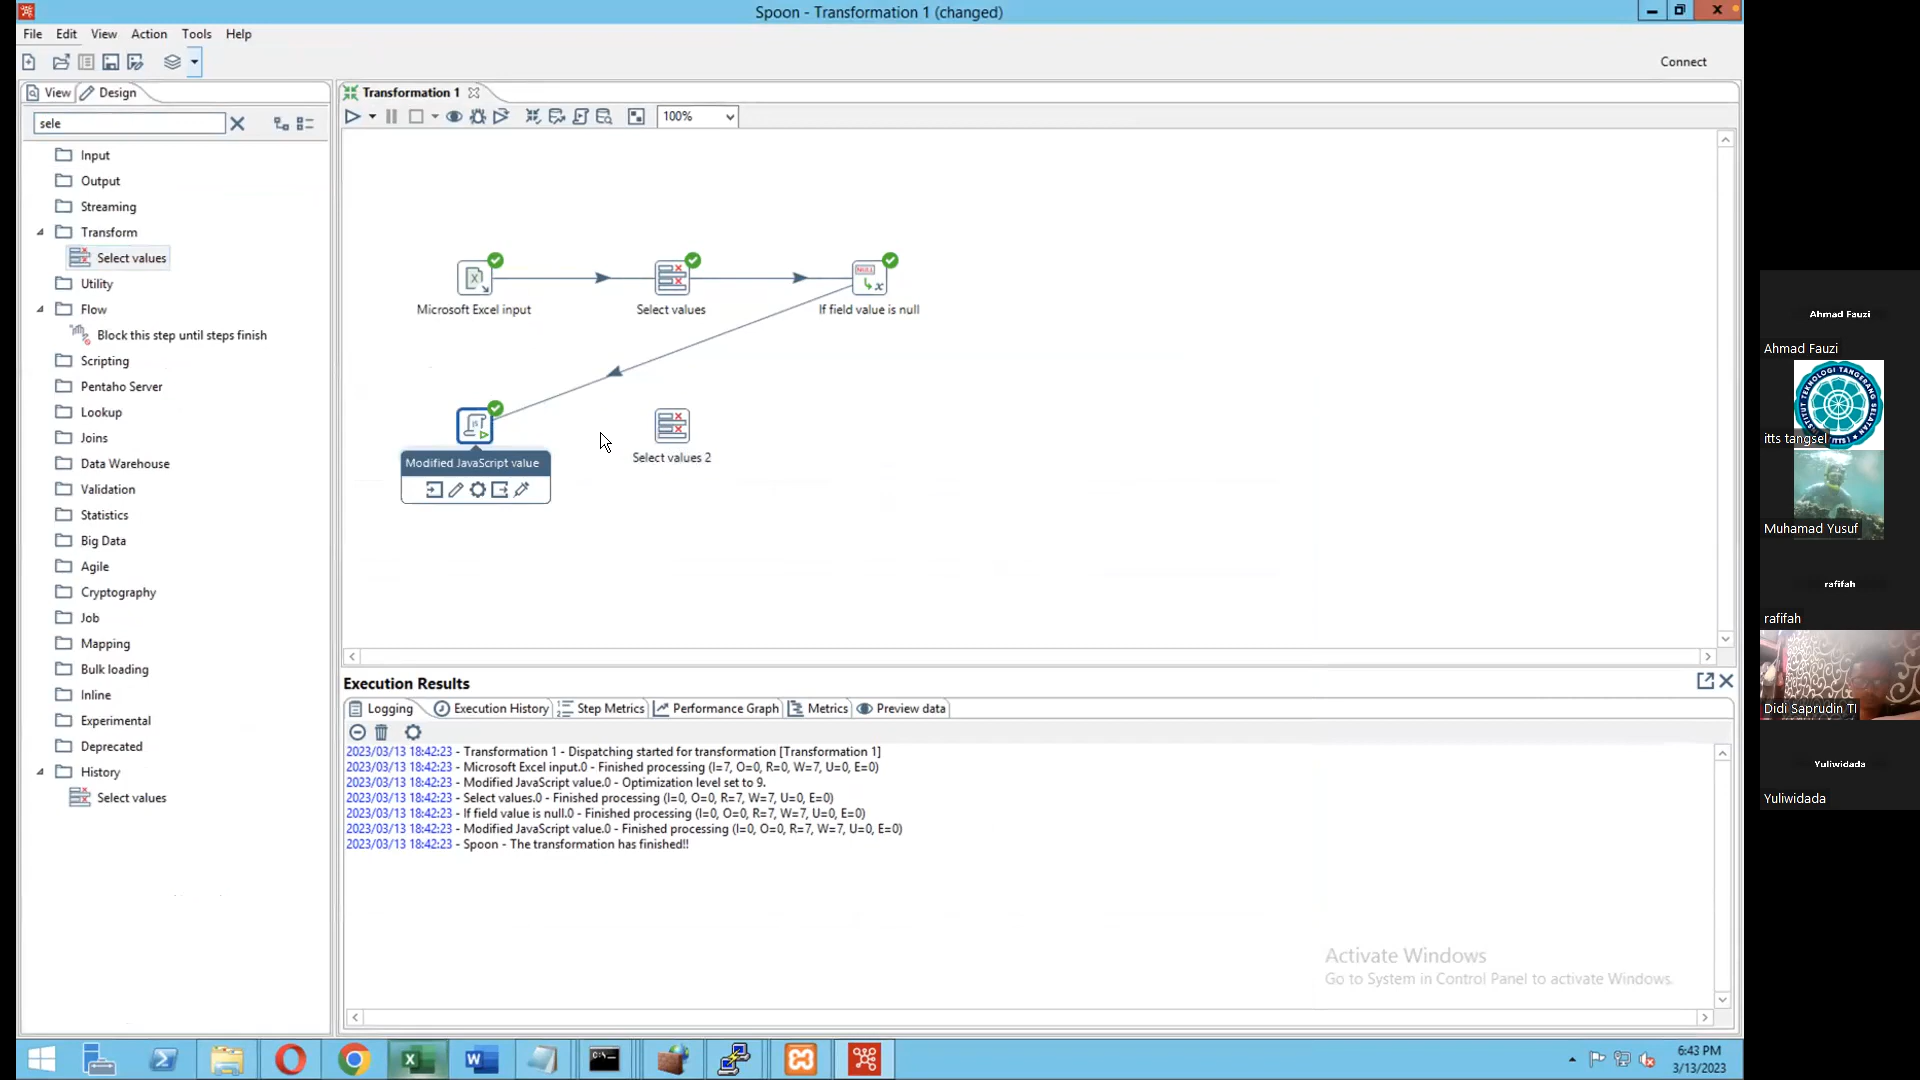 Spoon - Transformation 1 (changed)
File Edit View Action Tools Help
Connect
View Design
Transformation 1
sele
100%
Input
Output
Streaming
Transform
Select values
Utility
Flow
Block this step until steps finish
Scripting
Pentaho Server
Lookup
Joins
Data Warehouse
Validation
Statistics
Big Data
Agile
Cryptography
Job
Mapping
Bulk loading
Inline
Experimental
Deprecated
History
Select values
Microsoft Excel input
Select values
NULL
If field value is null
Modified JavaScript value
Select values 2
Execution Results
Logging Execution History Step Metrics Performance Graph Metrics Preview data
2023/03/13 18:42:23 - Transformation 1 - Dispatching started for transformation [Transformation 1]
2023/03/13 18:42:23 - Microsoft Excel input.0 - Finished processing (I=7, O=0, R=0, W=7, U=0, E=0)
2023/03/13 18:42:23 - Modified JavaScript value.0 - Optimization level set to 9.
2023/03/13 18:42:23 - Select values.0 - Finished processing (I=0, O=0, R=7, W=7, U=0, E=0)
2023/03/13 18:42:23 - If field value is null.0 - Finished processing (I=0, O=0, R=7, W=7, U=0, E=0)
2023/03/13 18:42:23 - Modified JavaScript value.0 - Finished processing (I=0, O=0, R=7, W=7, U=0, E=0)
2023/03/13 18:42:23 - Spoon - The transformation has finished!!
Activate Windows
Go to System in Control Panel to activate Windows.
6:43 PM
3/13/2023
Ahmad Fauzi
Ahmad Fauzi
itts tangsel
Muhamad Yusuf
rafifah
rafifah
Didi Saprudin TI
Yuliwidada
Yuliwidada